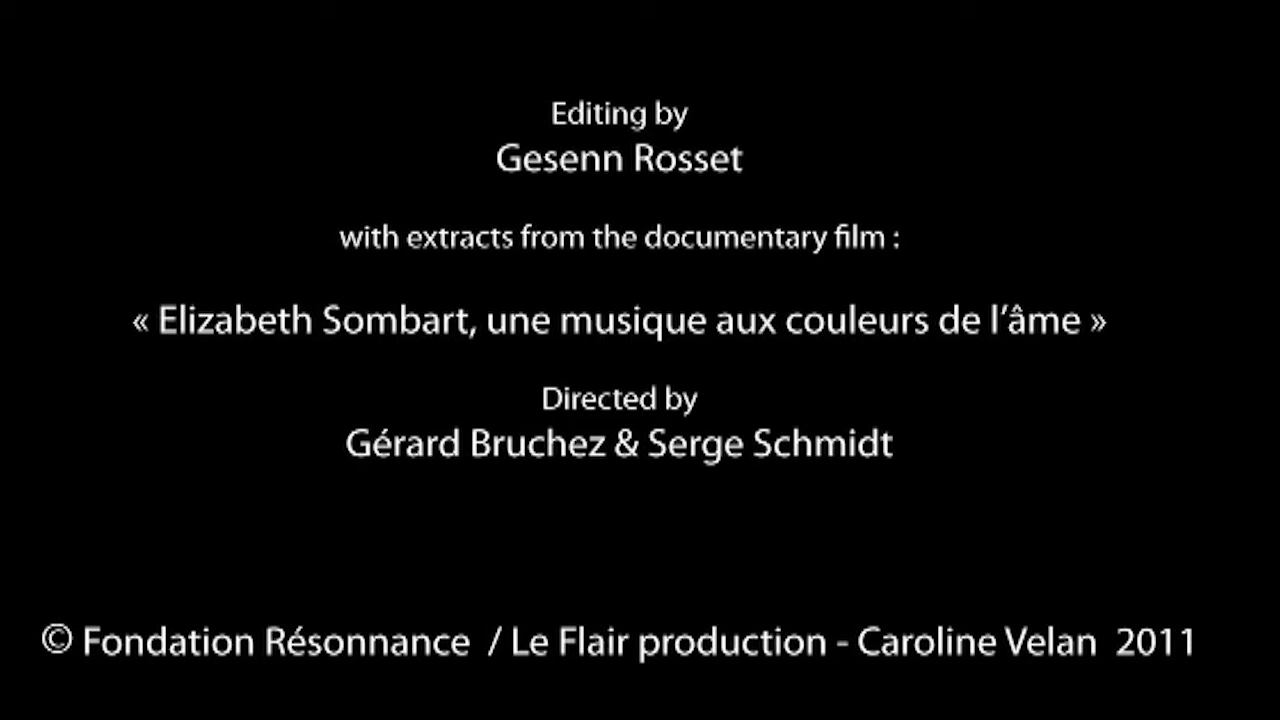 Editing by
Gesenn Rosset
with extracts from the documentary film :
« Elizabeth Sombart, une musique aux couleurs de l’âme »
Directed by
Gérard Bruchez & Serge Schmidt
© Fondation Résonnance / Le Flair production - Caroline Velan 2011